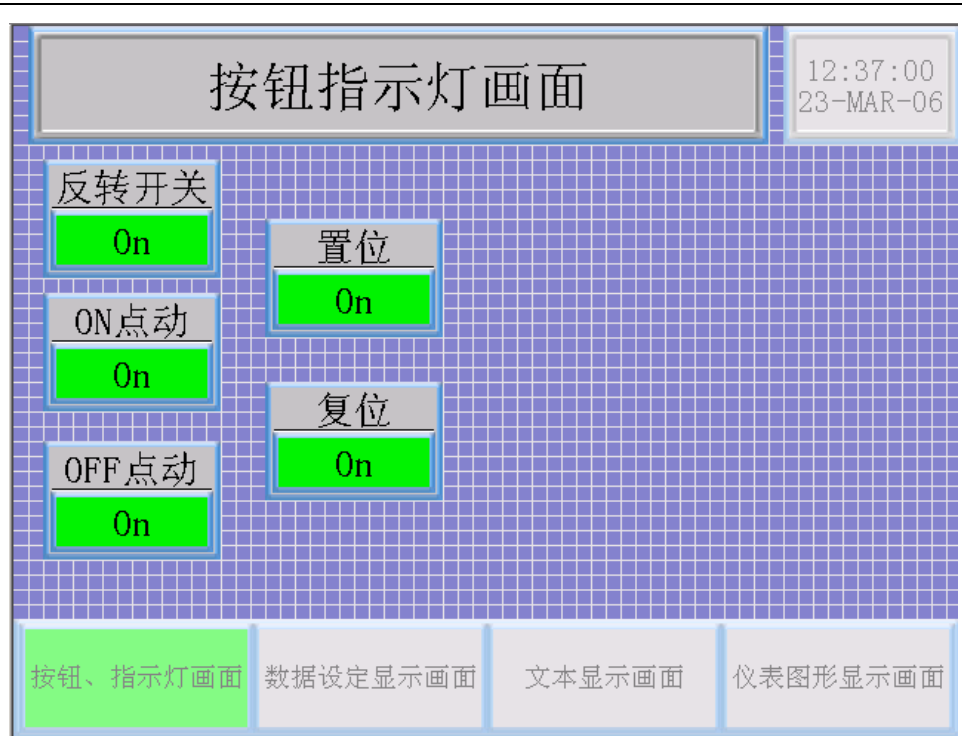 按钮指示灯画面
12:37:00
23-MAR-06
反转开关
On
置位
On
ON点动
On
复位
On
OFF点动
On
按钮、指示灯画面
数据设定显示画面
文本显示画面
仪表图形显示画面